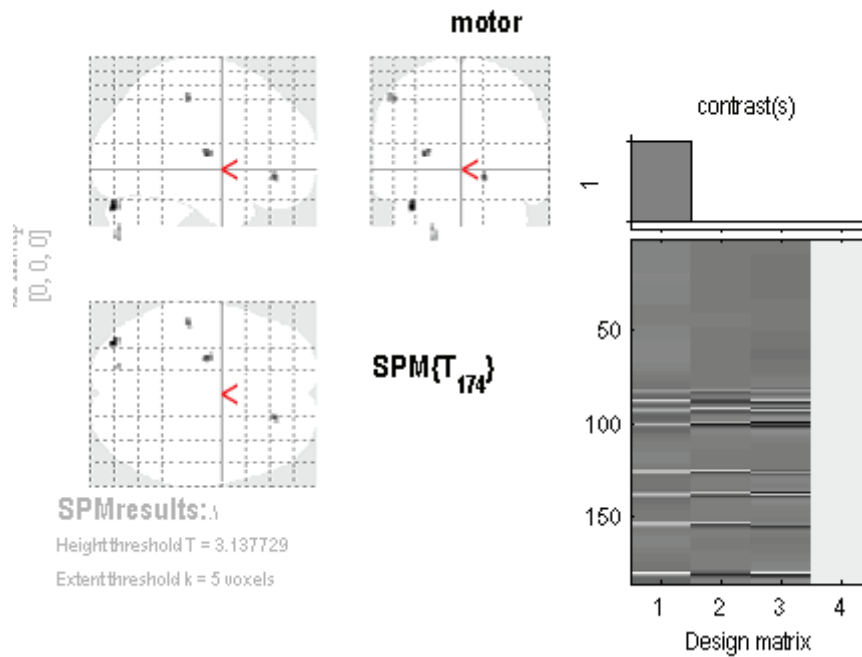 motor
contrast(s)
1
[0, 0, 0]
<
<
<
SPM{T174}
50
100
150
1 2 3 4
Design matrix
SPMresults:.\
Height threshold T = 3.137729
Extent threshold k = 5 voxels